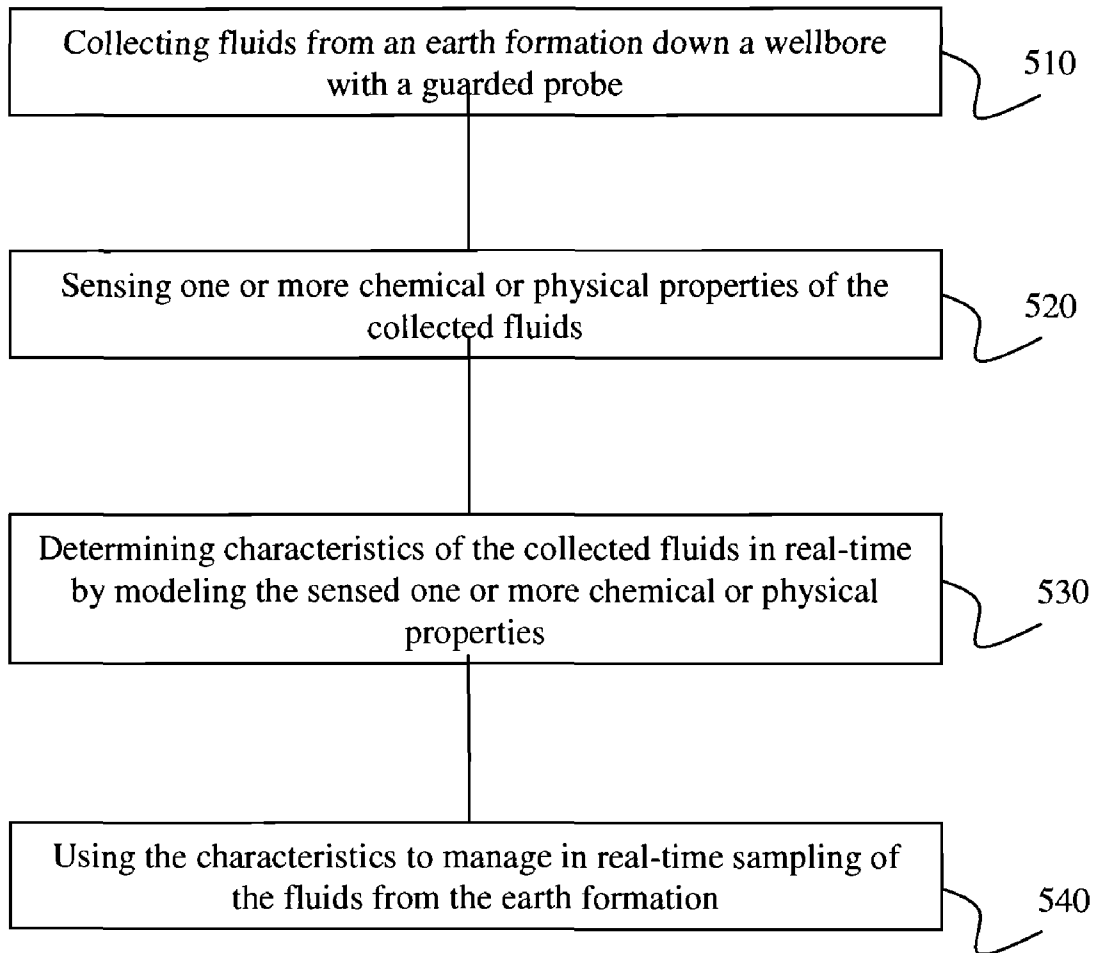 Collecting fluids from an earth formation down a wellbore
with a guarded probe
510
Sensing one or more chemical or physical properties of the
collected fluids
520
Determining characteristics of the collected fluids in real-time
by modeling the sensed one or more chemical or physical
properties
530
Using the characteristics to manage in real-time sampling of
the fluids from the earth formation
540